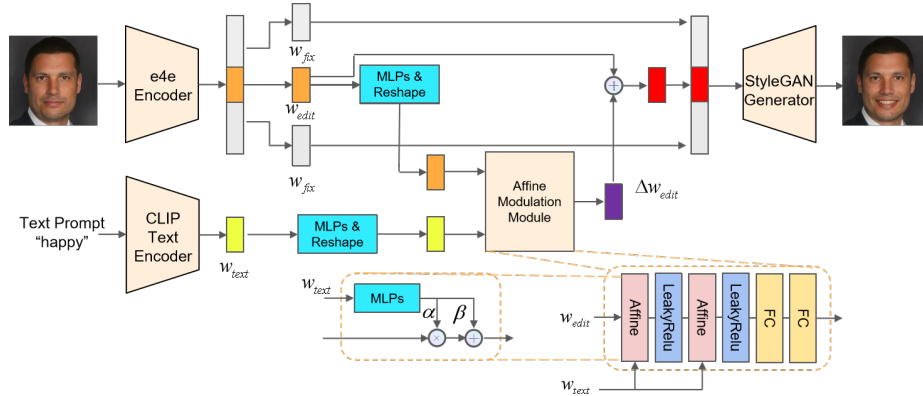 e4e
Encoder
w_fix
w_edit
MLPs &
Reshape
w_fix
StyleGAN
Generator
Text Prompt
“happy”
CLIP
Text
Encoder
w_text
MLPs &
Reshape
Affine
Modulation
Module
Δw_edit
w_text
MLPs
α
β
w_edit
Affine
LeakyRelu
Affine
LeakyRelu
FC
FC
w_text